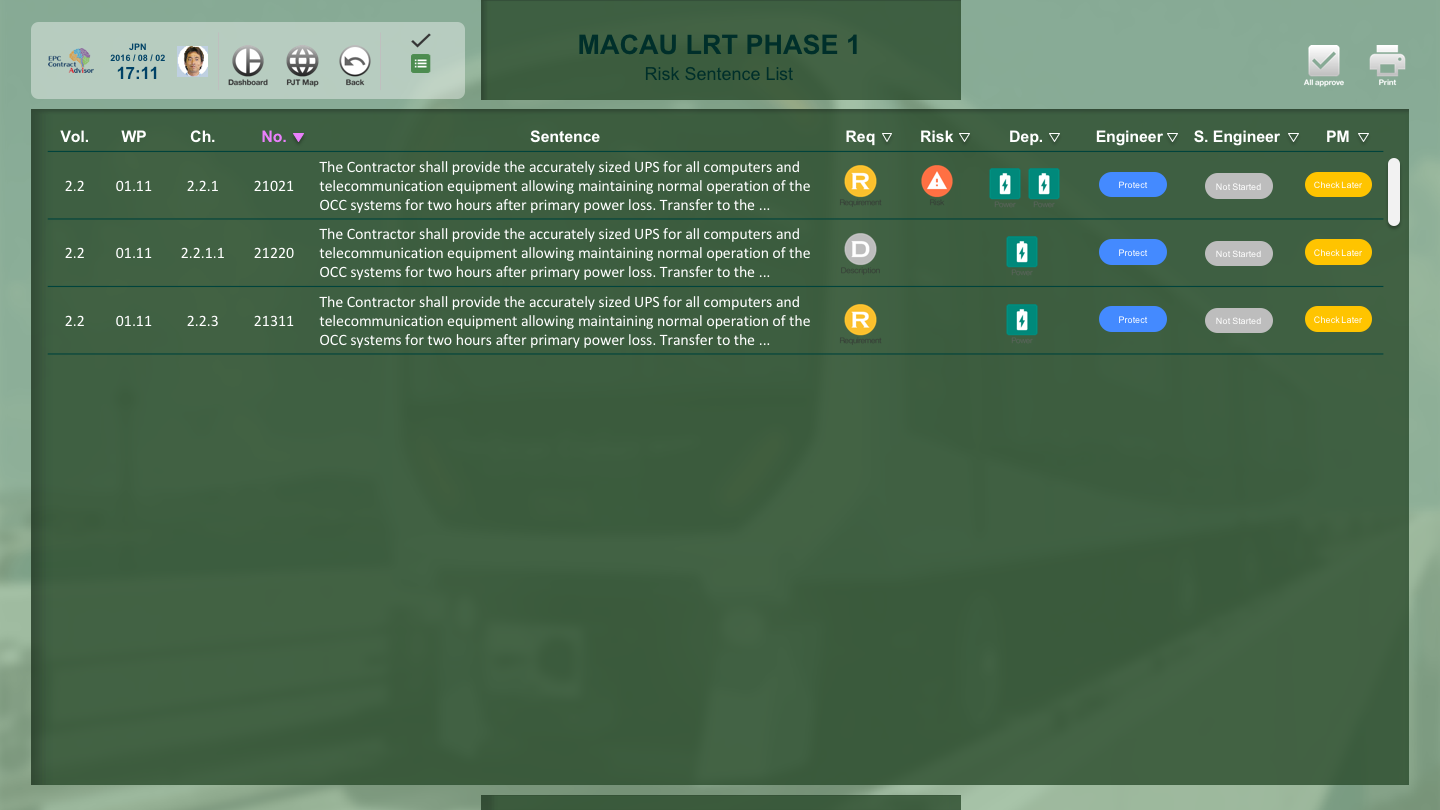 EPC
Contract
Advisor
JPN
2016 / 08 / 02
17:11
Dashboard
PJT Map
Back
MACAU LRT PHASE 1
Risk Sentence List
All approve
Print
Vol. WP Ch. No. Sentence Req Risk Dep. Engineer S. Engineer PM
2.2 01.11 2.2.1 21021
The Contractor shall provide the accurately sized UPS for all computers and
telecommunication equipment allowing maintaining normal operation of the
OCC systems for two hours after primary power loss. Transfer to the ...
R
Requirement
Risk
Power
Power
Protect
Not Started
Check Later
2.2 01.11 2.2.1.1 21220
The Contractor shall provide the accurately sized UPS for all computers and
telecommunication equipment allowing maintaining normal operation of the
OCC systems for two hours after primary power loss. Transfer to the ...
D
Description
Power
Protect
Not Started
Check Later
2.2 01.11 2.2.3 21311
The Contractor shall provide the accurately sized UPS for all computers and
telecommunication equipment allowing maintaining normal operation of the
OCC systems for two hours after primary power loss. Transfer to the ...
R
Requirement
Power
Protect
Not Started
Check Later